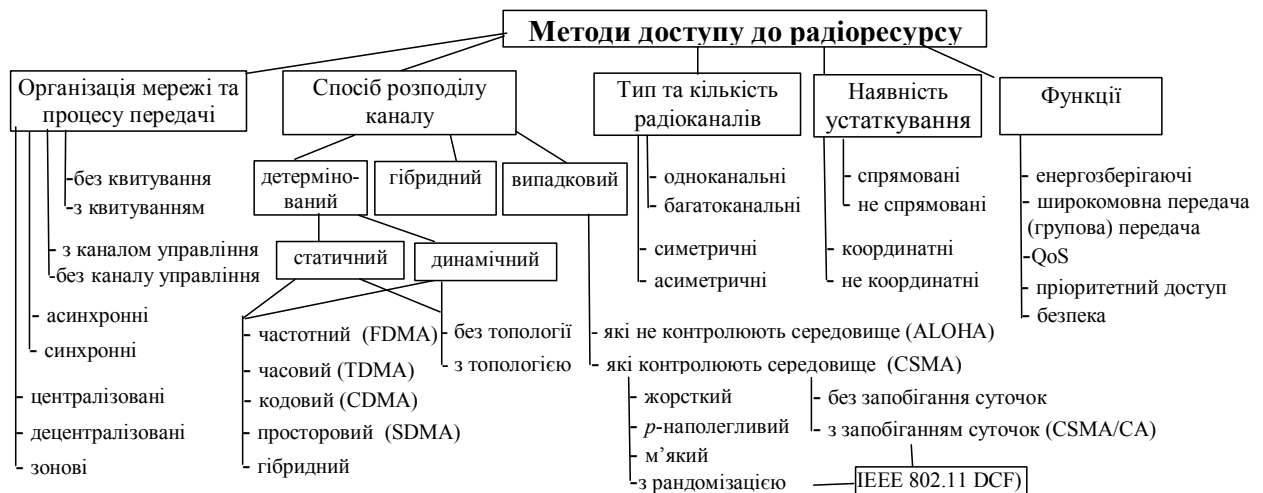 Методи доступу до радіоресурсу
Організація мережі та
процесу передачі
- без квитування
- з квитуванням
- з каналом управління
- без каналу управління
- асинхронні
- синхронні
- централізовані
- децентралізовані
- зонові
Спосіб розподілу
каналу
детерміно-
ваний
гібридний
випадковий
статичний
динамічний
- частотний (FDMA)
- часовий (TDMA)
- кодовий (CDMA)
- просторовий (SDMA)
- гібридний
- без топології
- з топологією
- які не контролюють середовище (ALOHA)
- які контролюють середовище (CSMA)
- жорсткий
- p-наполегливий
- м’який
-з рандомізацією
- без запобігання суточок
- з запобіганням суточок (CSMA/CA)
IEEE 802.11 DCF)
Тип та кількість
радіоканалів
- одноканальні
- багатоканальні
- симетричні
- асиметричні
Наявність
устаткування
- спрямовані
- не спрямовані
- координатні
- не координатні
Функції
- енергозберігаючі
- широкомовна передача
(групова) передача
-QoS
- пріоритетний доступ
- безпека